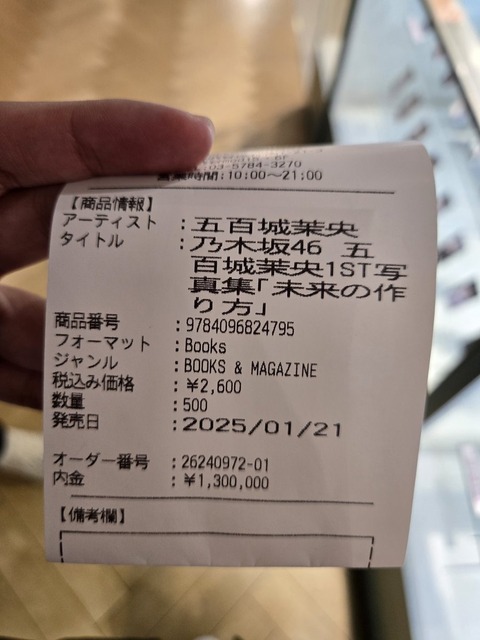 03-5784-3270
営業時間:10:00～21:00
【商品情報】
アーティスト :五百城茉央
タイトル :乃木坂46 五
百城茉央1ST写
真集「未来の作
り方」
商品番号 :9784096824795
フォーマット :Books
ジャンル :BOOKS & MAGAZINE
税込み価格 :¥2,600
数量 :500
発売日 :2025/01/21
オーダー番号 :26240972-01
内金 :¥1,300,000
【備考欄】